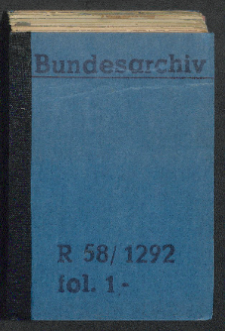 Bundesarchiv
R 58/1292
fol. 1-